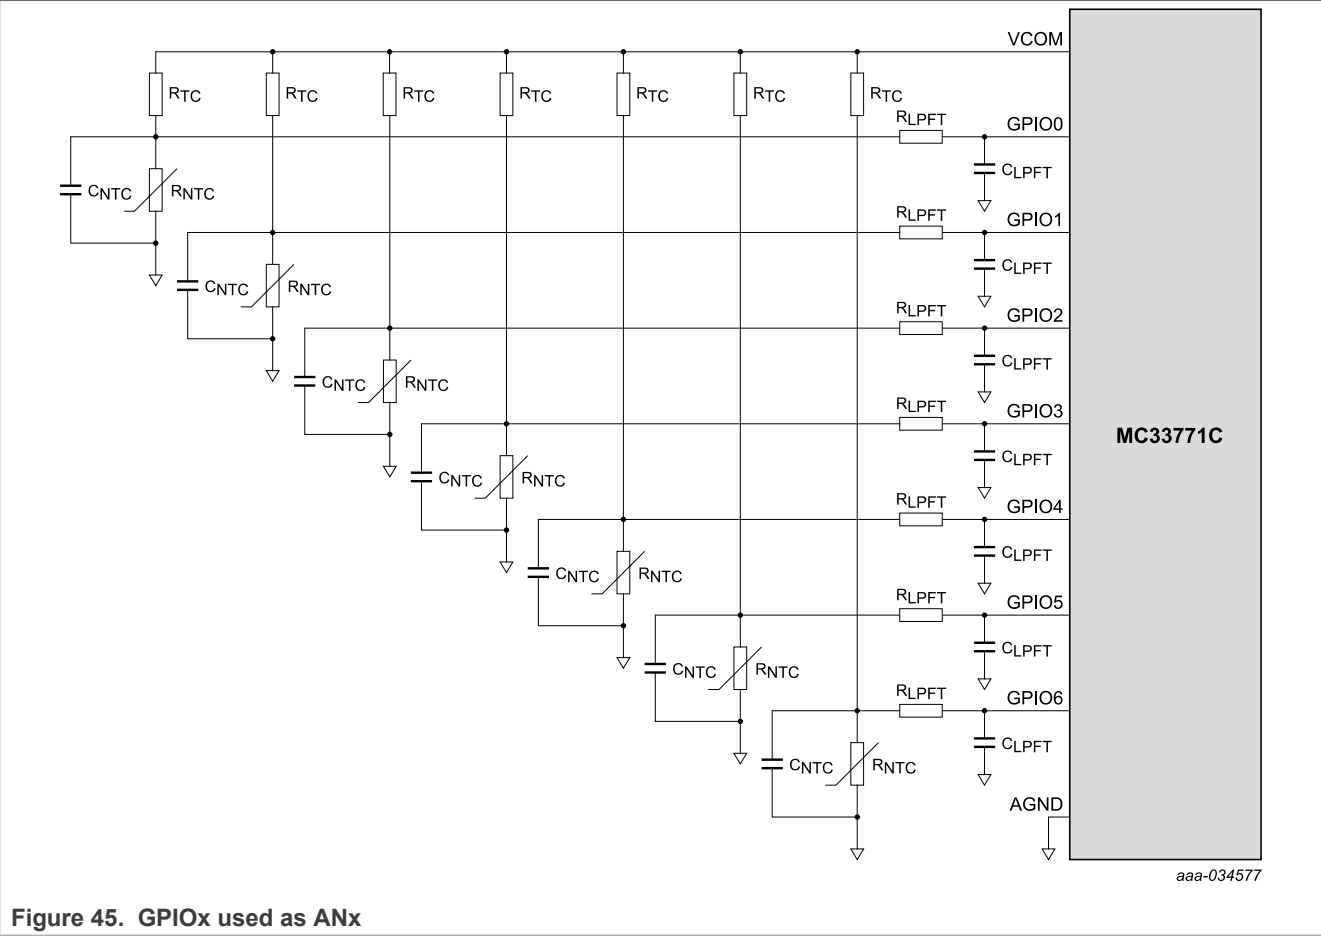 VCOM
RTC RTC RTC RTC RTC RTC RTC
RLPFT GPIO0
CNTC RNTC CLPFT
RLPFT GPIO1
CNTC RNTC CLPFT
RLPFT GPIO2
CNTC RNTC CLPFT
RLPFT GPIO3
MC33771C
CNTC RNTC CLPFT
RLPFT GPIO4
CNTC RNTC CLPFT
RLPFT GPIO5
CNTC RNTC CLPFT
RLPFT GPIO6
CNTC RNTC CLPFT
AGND
aaa-034577
Figure 45. GPIOx used as ANx